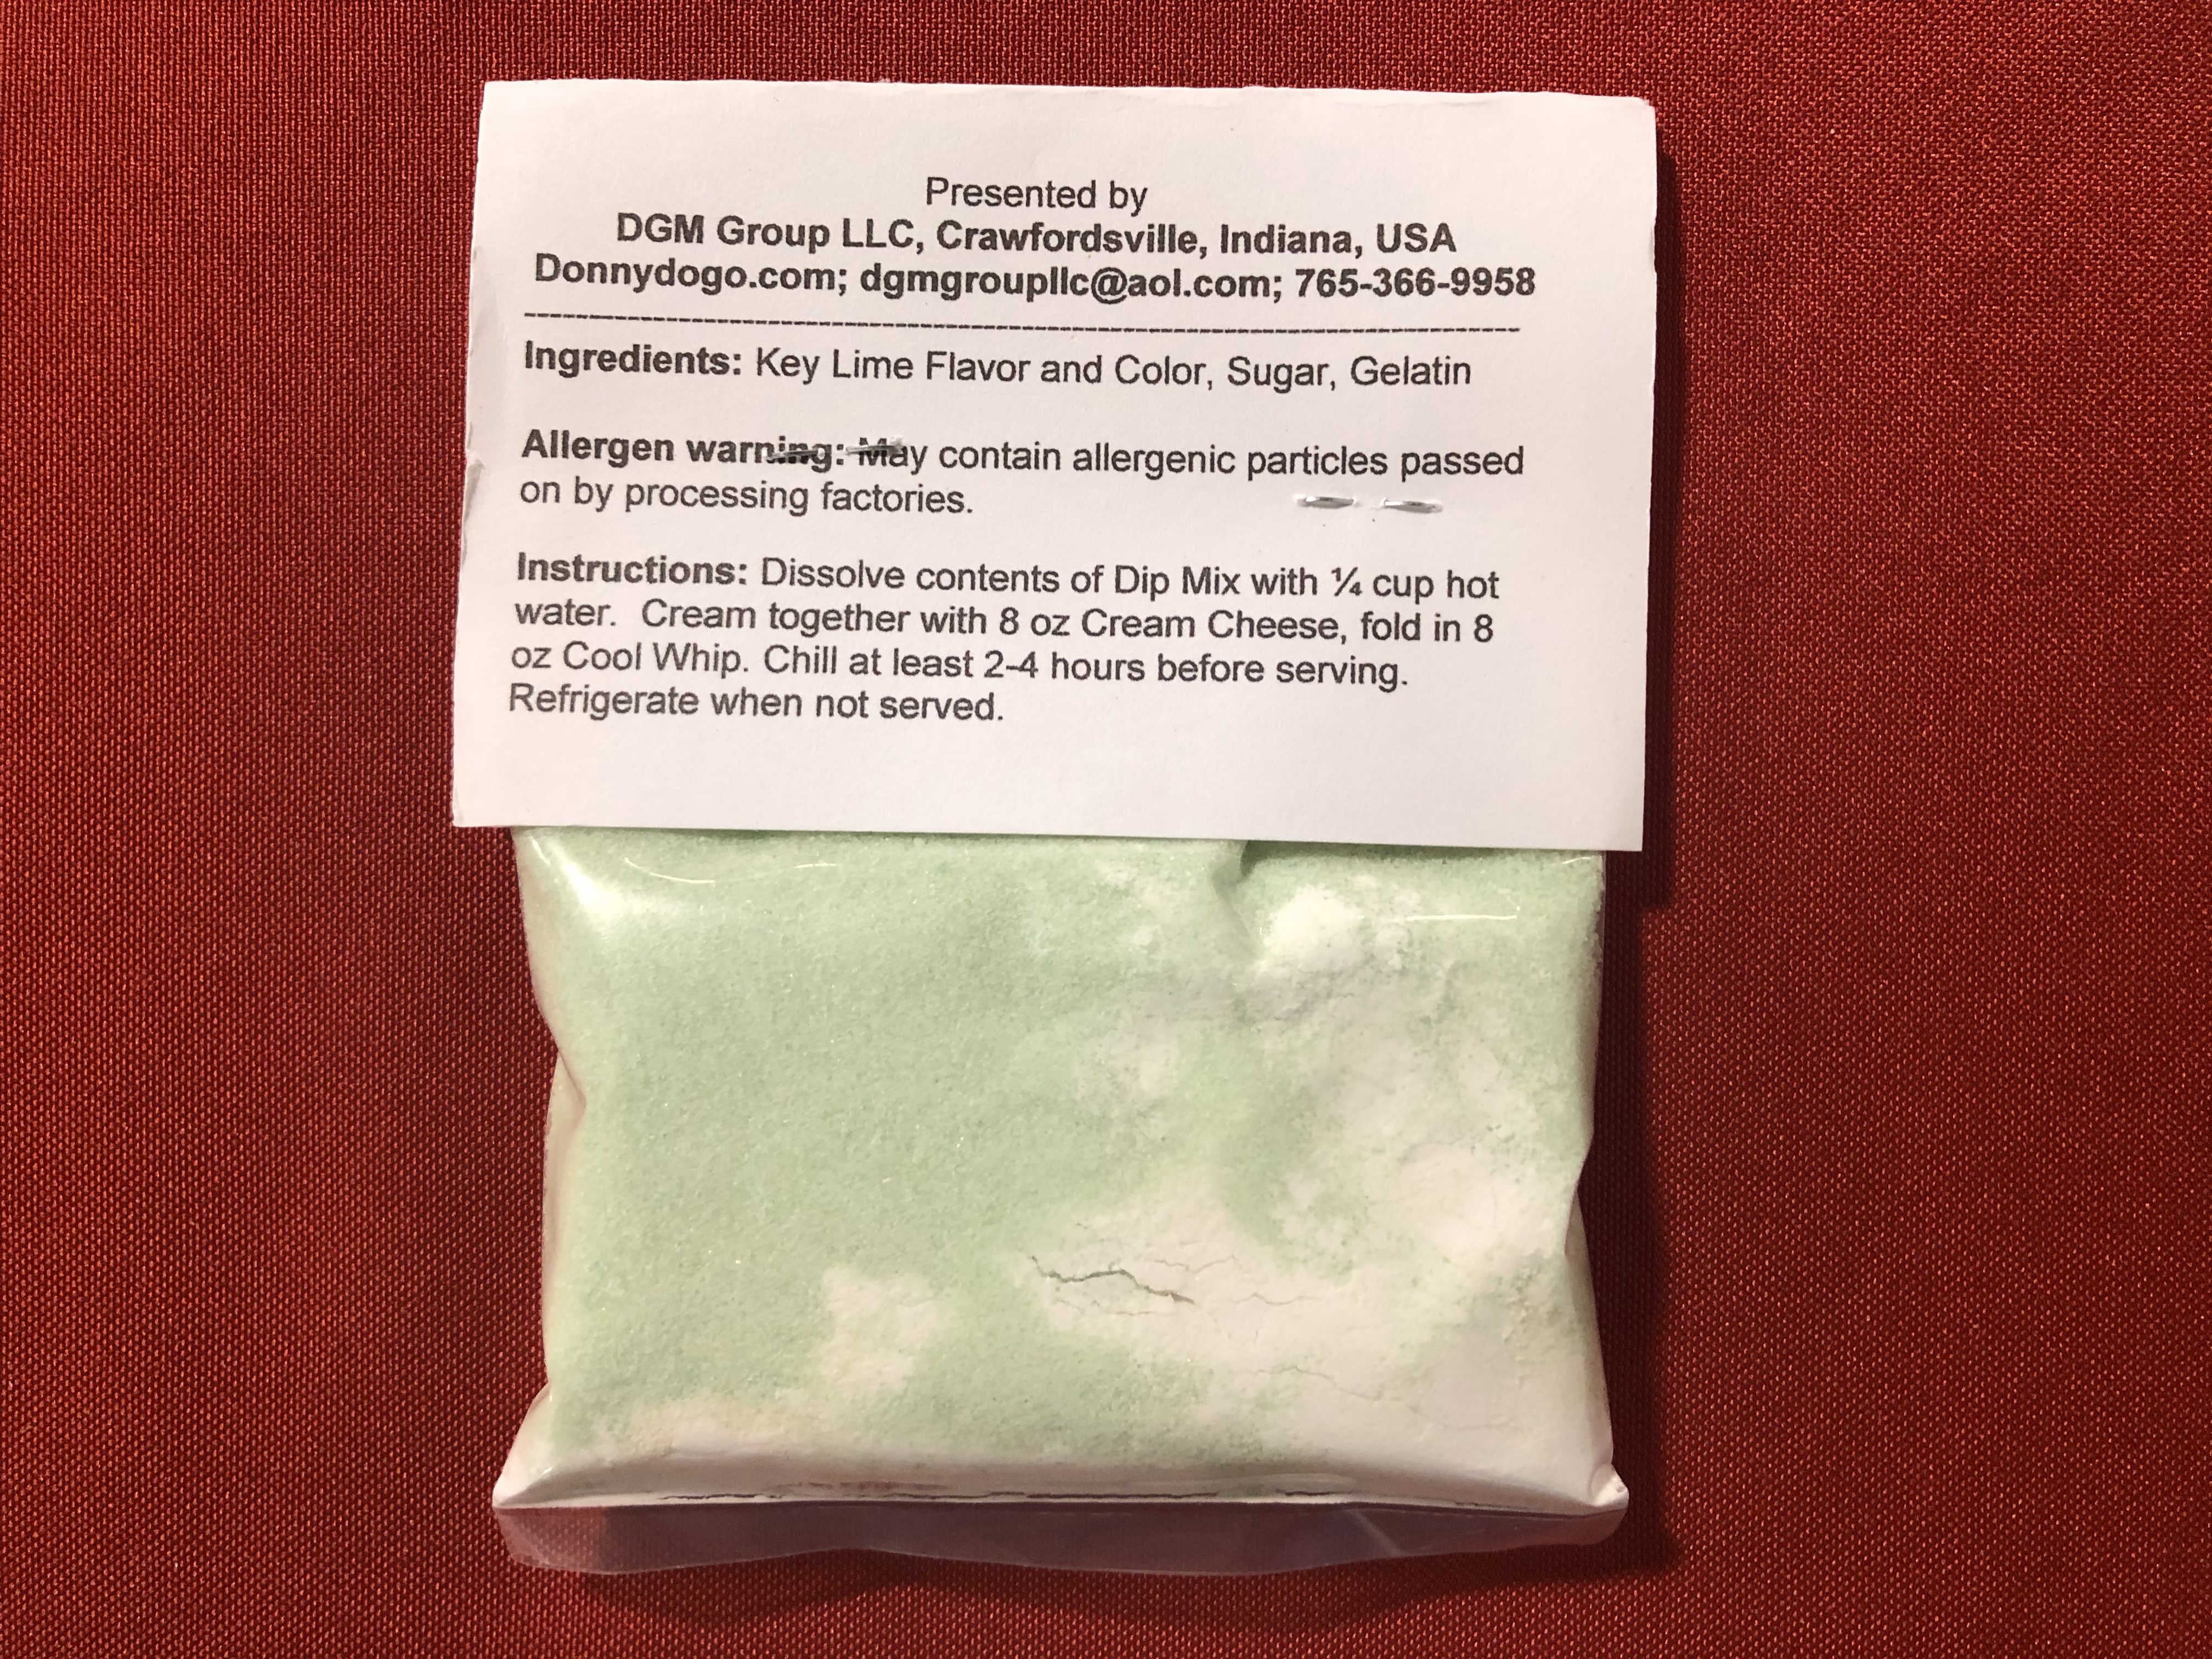 Presented by
DGM Group LLC, Crawfordsville, Indiana, USA
Donnydogo.com; dgmgroupllc@aol.com; 765-366-9958
Ingredients: Key Lime Flavor and Color, Sugar, Gelatin
Allergen warning: May contain allergenic particles passed
on by processing factories.
Instructions: Dissolve contents of Dip Mix with ¼ cup hot
water.  Cream together with 8 oz Cream Cheese, fold in 8
oz Cool Whip. Chill at least 2-4 hours before serving.
Refrigerate when not served.